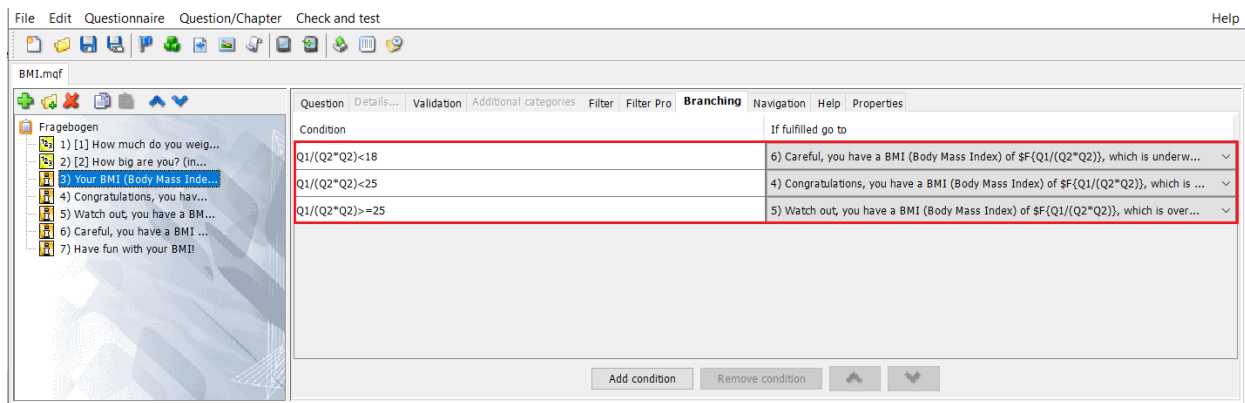 File Edit Questionnaire Question/Chapter Check and test Help
BMI.mqf
Question Details... Validation Additional categories Filter Filter Pro Branching Navigation Help Properties
Fragebogen
1) [1] How much do you weig...
2) [2] How big are you? (in...
3) Your BMI (Body Mass Inde...
4) Congratulations, you hav...
5) Watch out, you have a BM...
6) Careful, you have a BMI ...
7) Have fun with your BMI!
Condition If fulfilled go to
Q1/(Q2*Q2)<18 6) Careful, you have a BMI (Body Mass Index) of $F{Q1/(Q2*Q2)}, which is underw...
Q1/(Q2*Q2)<25 4) Congratulations, you have a BMI (Body Mass Index) of $F{Q1/(Q2*Q2)}, which is ...
Q1/(Q2*Q2)>=25 5) Watch out, you have a BMI (Body Mass Index) of $F{Q1/(Q2*Q2)}, which is over...
Add condition Remove condition